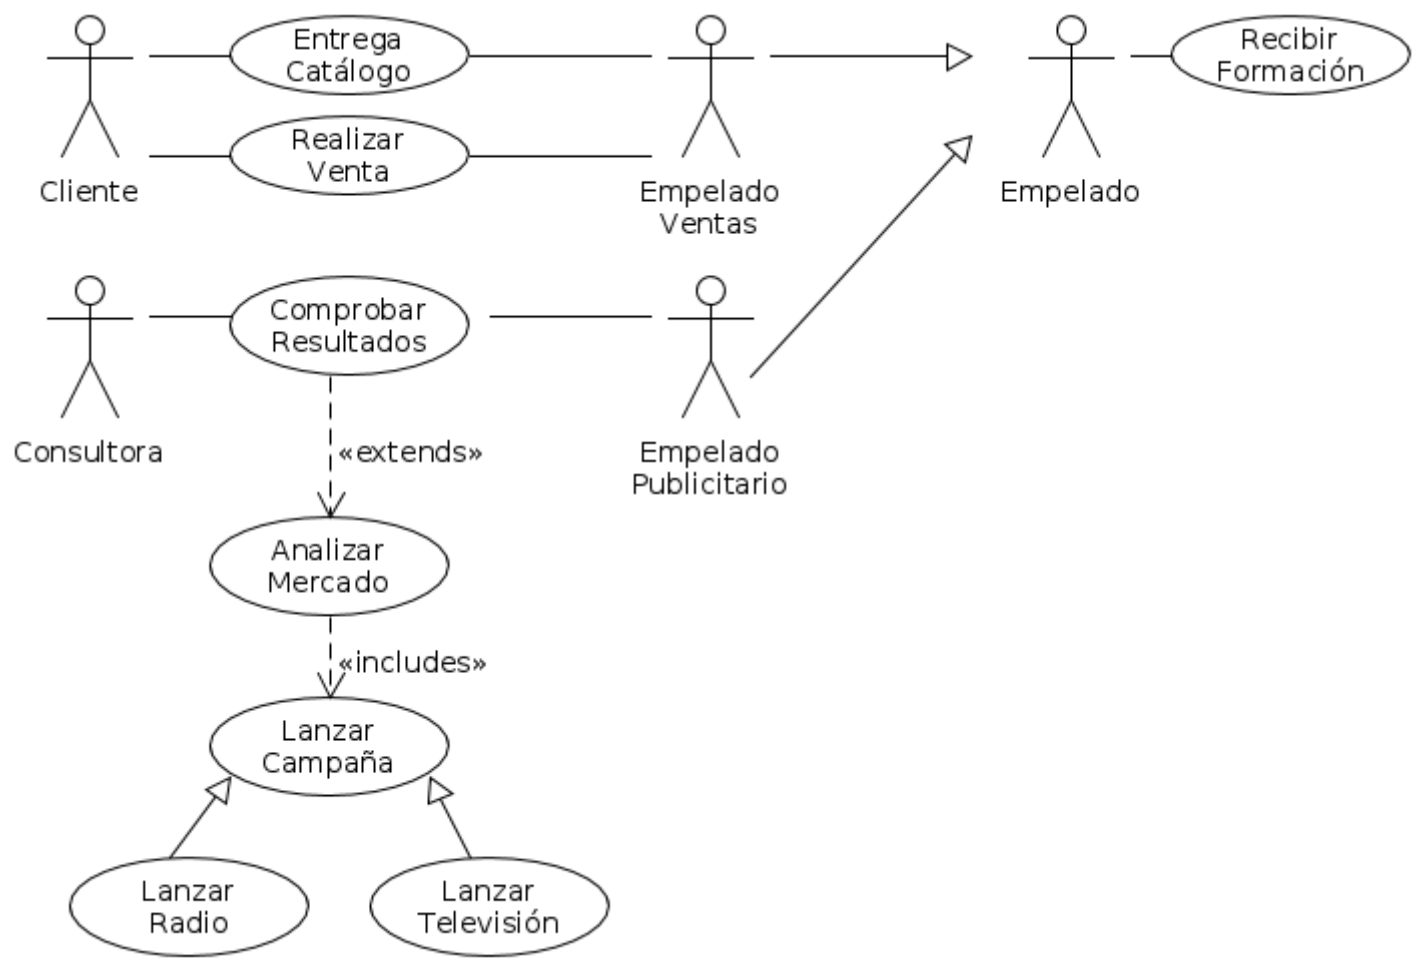 Entrega
Catálogo
Recibir
Formación
Realizar
Venta
Cliente
Empelado
Ventas
Empelado
Comprobar
Resultados
Consultora
«extends»
Empelado
Publicitario
Analizar
Mercado
«includes»
Lanzar
Campaña
Lanzar
Radio
Lanzar
Televisión